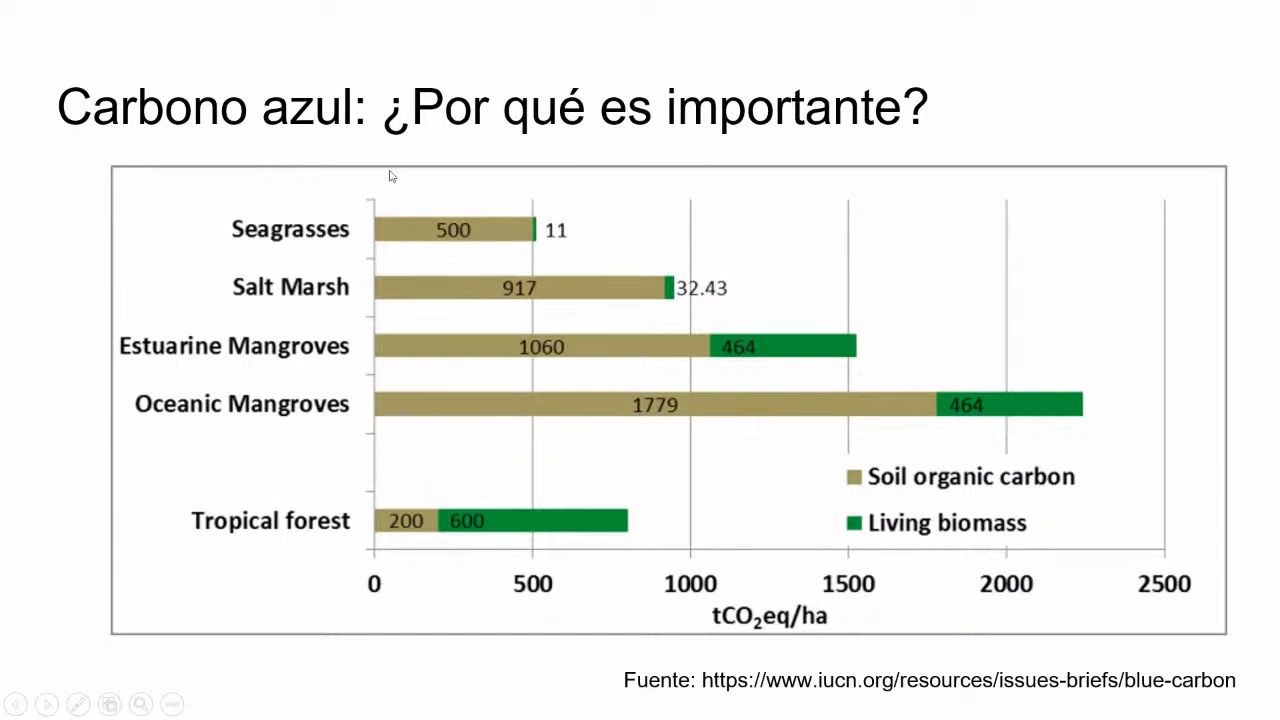 Carbono azul: ¿Por qué es importante?
Seagrasses 500 11
Salt Marsh 917 32.43
Estuarine Mangroves 1060 464
Oceanic Mangroves 1779 464
Soil organic carbon
Tropical forest 200 600
Living biomass
0 500 1000 1500 2000 2500
tCO₂eq/ha
Fuente: https://www.iucn.org/resources/issues-briefs/blue-carbon